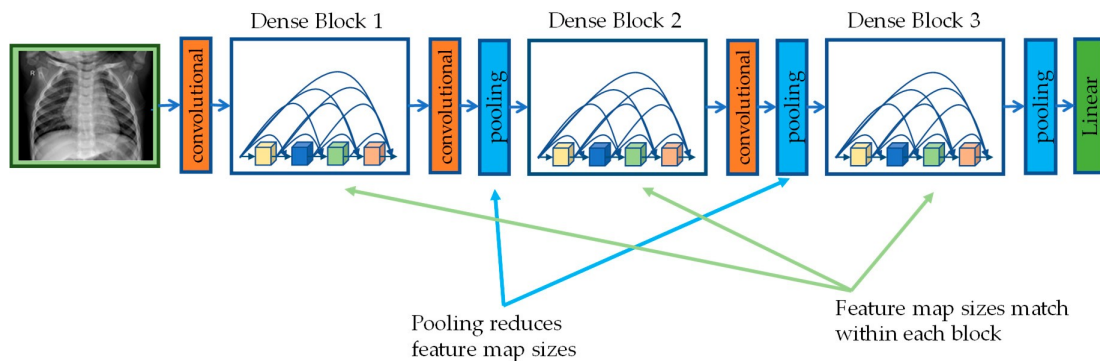 Dense Block 1
Dense Block 2
Dense Block 3
R
convolutional
convolutional
pooling
convolutional
pooling
pooling
Linear
Pooling reduces
feature map sizes
Feature map sizes match
within each block